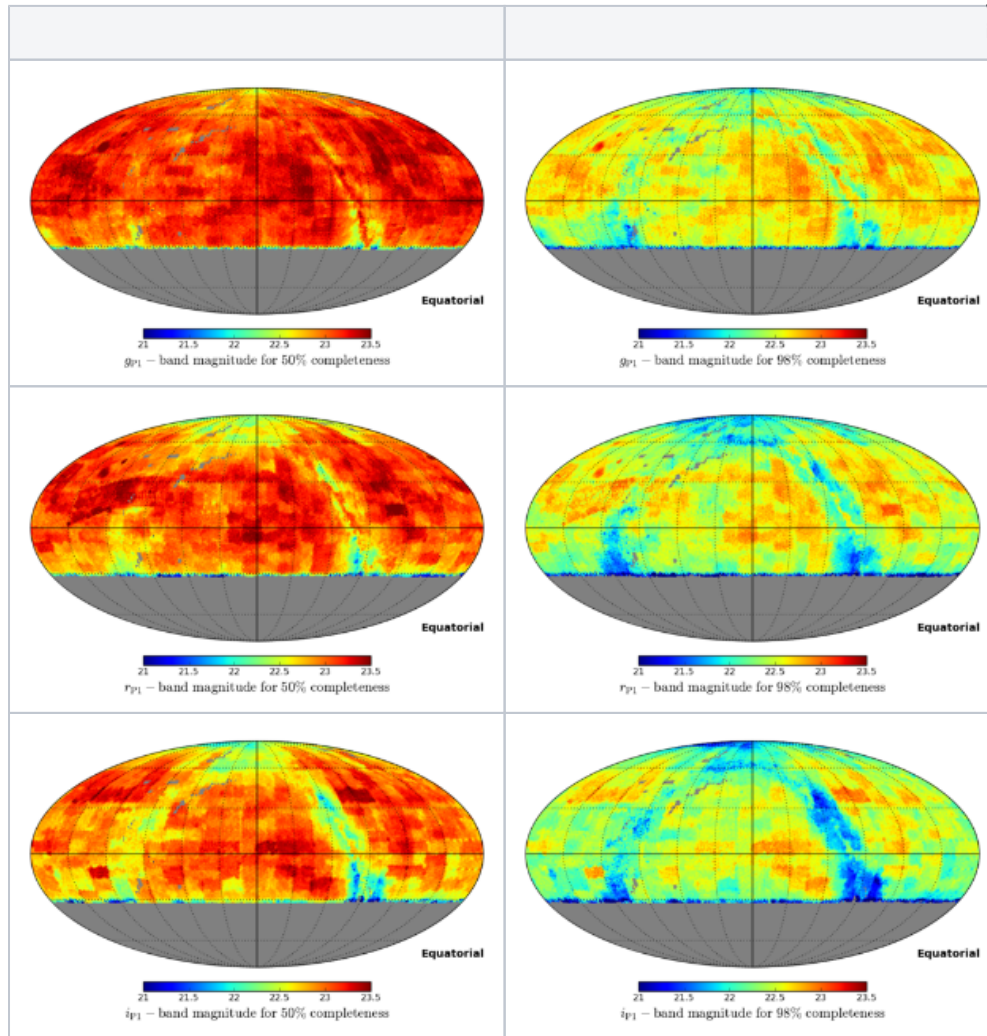 Equatorial
Equatorial
21 21.5 22 22.5 23 23.5
21 21.5 22 22.5 23 23.5
gP1 – band magnitude for 50% completeness
gP1 – band magnitude for 98% completeness
Equatorial
Equatorial
21 21.5 22 22.5 23 23.5
21 21.5 22 22.5 23 23.5
rP1 – band magnitude for 50% completeness
rP1 – band magnitude for 98% completeness
Equatorial
Equatorial
21 21.5 22 22.5 23 23.5
21 21.5 22 22.5 23 23.5
iP1 – band magnitude for 50% completeness
iP1 – band magnitude for 98% completeness